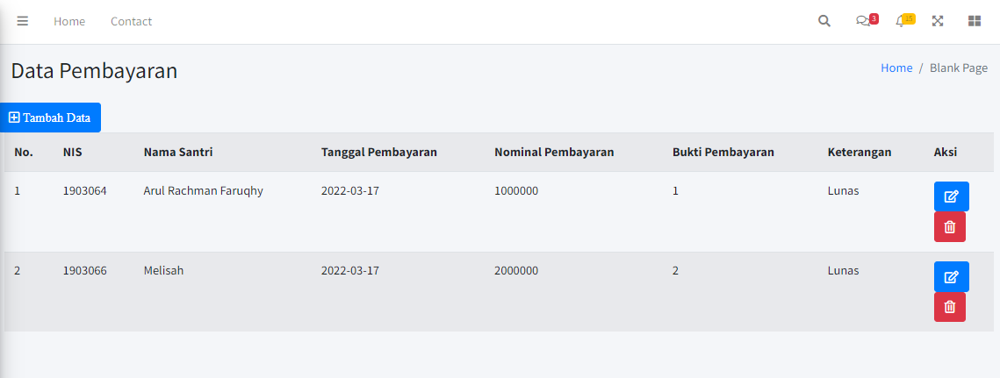 Home Contact 3 15
Data Pembayaran Home / Blank Page
Tambah Data
No. NIS Nama Santri Tanggal Pembayaran Nominal Pembayaran Bukti Pembayaran Keterangan Aksi
1 1903064 Arul Rachman Faruqhy 2022-03-17 1000000 1 Lunas
2 1903066 Melisah 2022-03-17 2000000 2 Lunas